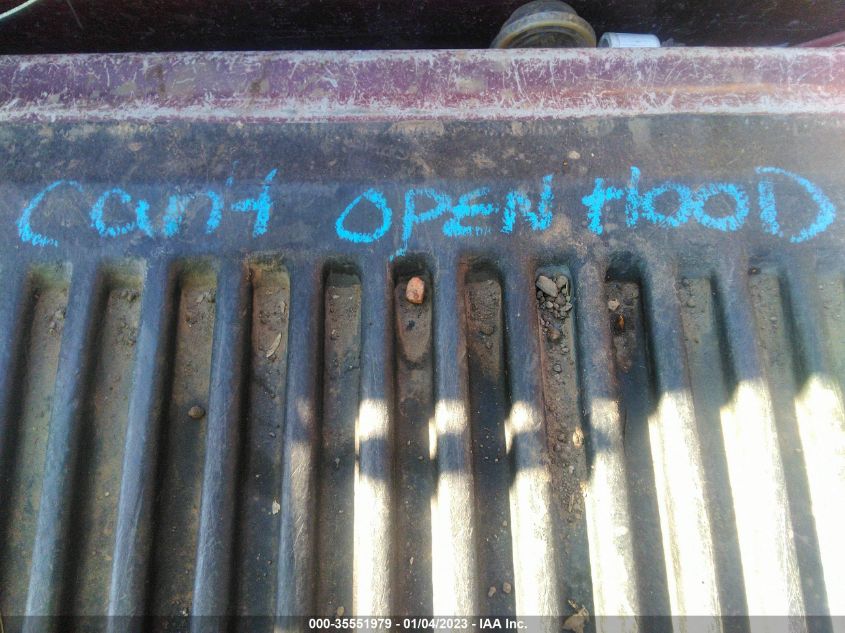 Can't OPEN HOOD
000-35551979 - 01/04/2023 - IAA Inc.